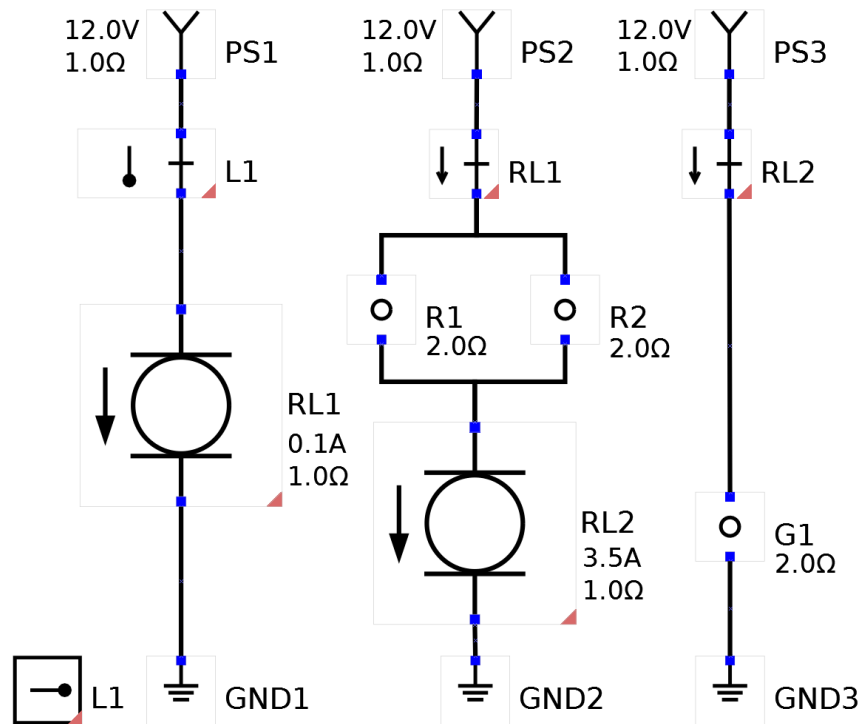 12.0V
1.0Ω
PS1
12.0V
1.0Ω
PS2
12.0V
1.0Ω
PS3
L1
RL1
RL2
R1
2.0Ω
R2
2.0Ω
RL1
0.1A
1.0Ω
RL2
3.5A
1.0Ω
G1
2.0Ω
L1
GND1
GND2
GND3